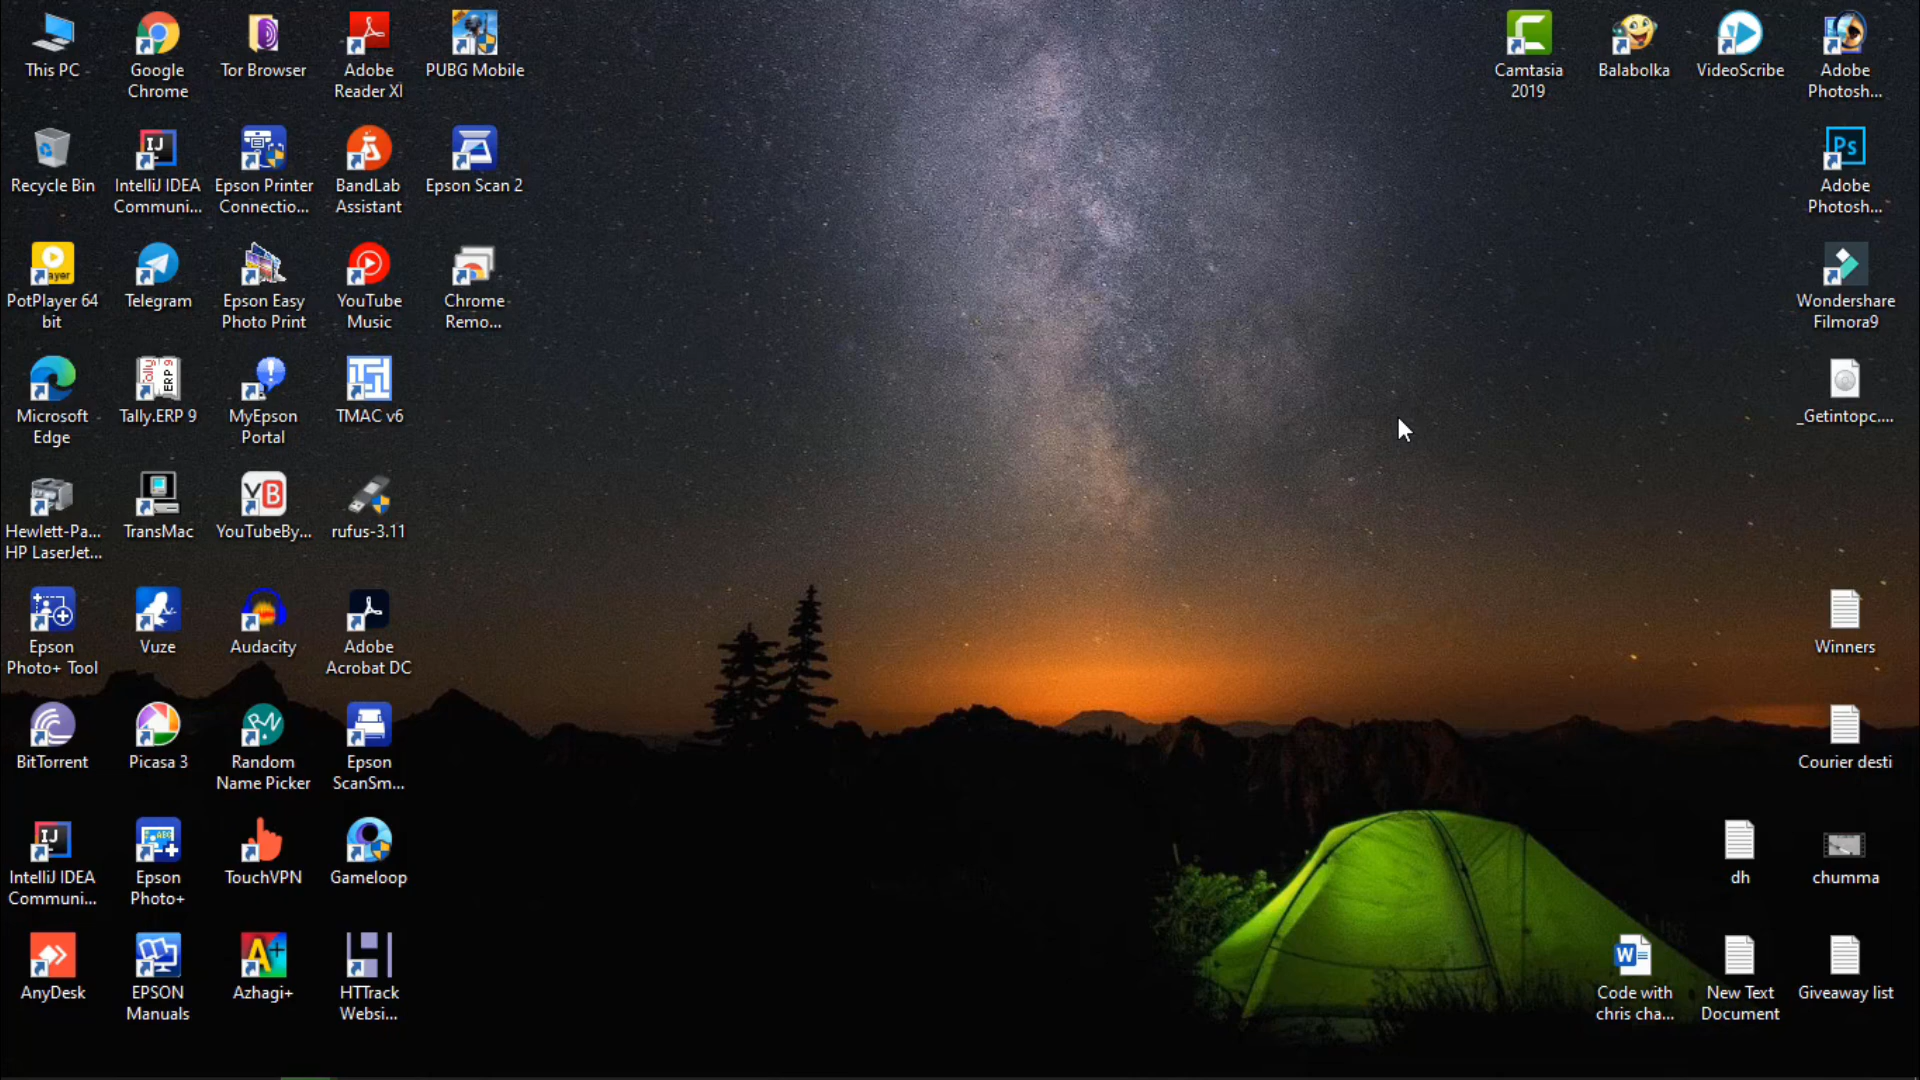 This PC
Google
Chrome
Tor Browser
Adobe
Reader XI
PUBG Mobile
Camtasia
2019
Balabolka
VideoScribe
Adobe
Photosh...
Recycle Bin
IntelliJ IDEA
Communi...
Epson Printer
Connectio...
BandLab
Assistant
Epson Scan 2
Ps
Adobe
Photosh...
PotPlayer 64
bit
Telegram
Epson Easy
Photo Print
YouTube
Music
Chrome
Remo...
Wondershare
Filmora9
Microsoft
Edge
Tally.ERP 9
MyEpson
Portal
TMAC v6
_Getintopc....
Hewlett-Pa...
HP LaserJet...
TransMac
YouTubeBy...
rufus-3.11
Epson
Photo+ Tool
Vuze
Audacity
Adobe
Acrobat DC
Winners
BitTorrent
Picasa 3
Random
Name Picker
Epson
ScanSm...
Courier desti
IntelliJ IDEA
Communi...
Epson
Photo+
TouchVPN
Gameloop
dh
chumma
AnyDesk
EPSON
Manuals
Azhagi+
HTTrack
Websi...
Code with
chris cha...
New Text
Document
Giveaway list